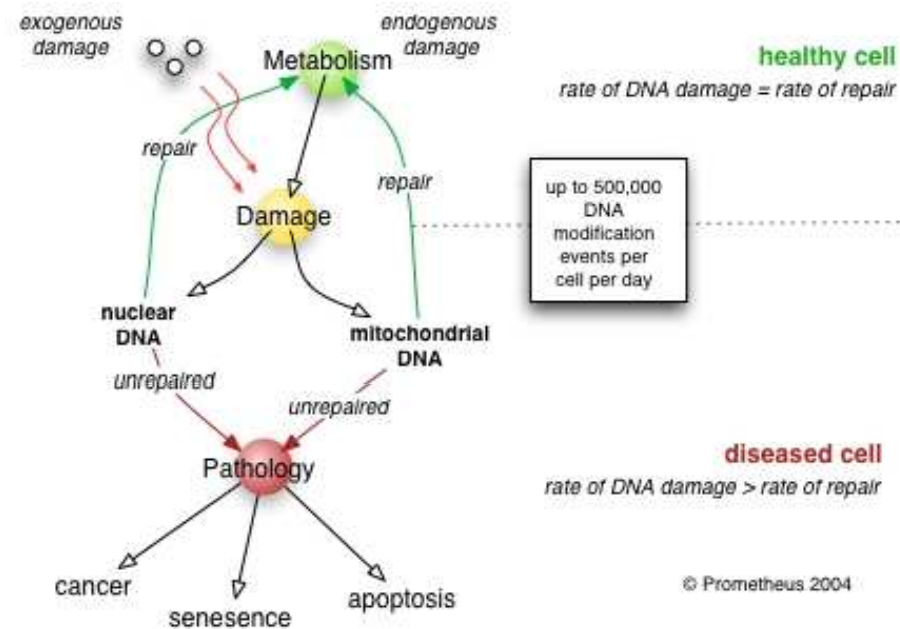 exogenous
damage
endogenous
damage
Metabolism
healthy cell
rate of DNA damage = rate of repair
repair
repair
Damage
up to 500,000
DNA
modification
events per
cell per day
nuclear
DNA
mitochondrial
DNA
unrepaired
unrepaired
Pathology
diseased cell
rate of DNA damage > rate of repair
cancer
senesence
apoptosis
© Prometheus 2004